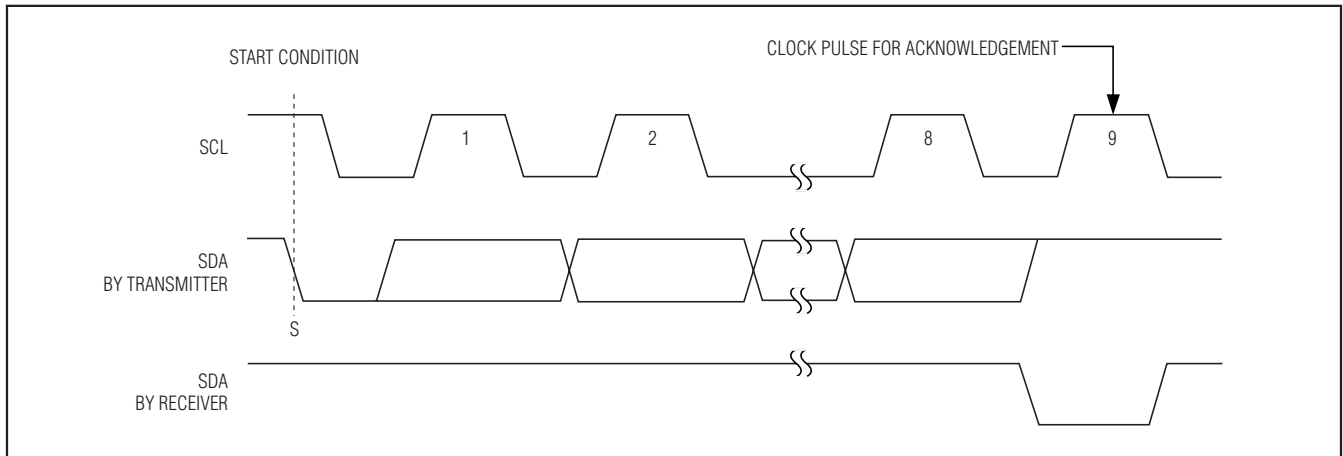 START CONDITION
CLOCK PULSE FOR ACKNOWLEDGEMENT
SCL
1
2
8
9
SDA
BY TRANSMITTER
S
SDA
BY RECEIVER